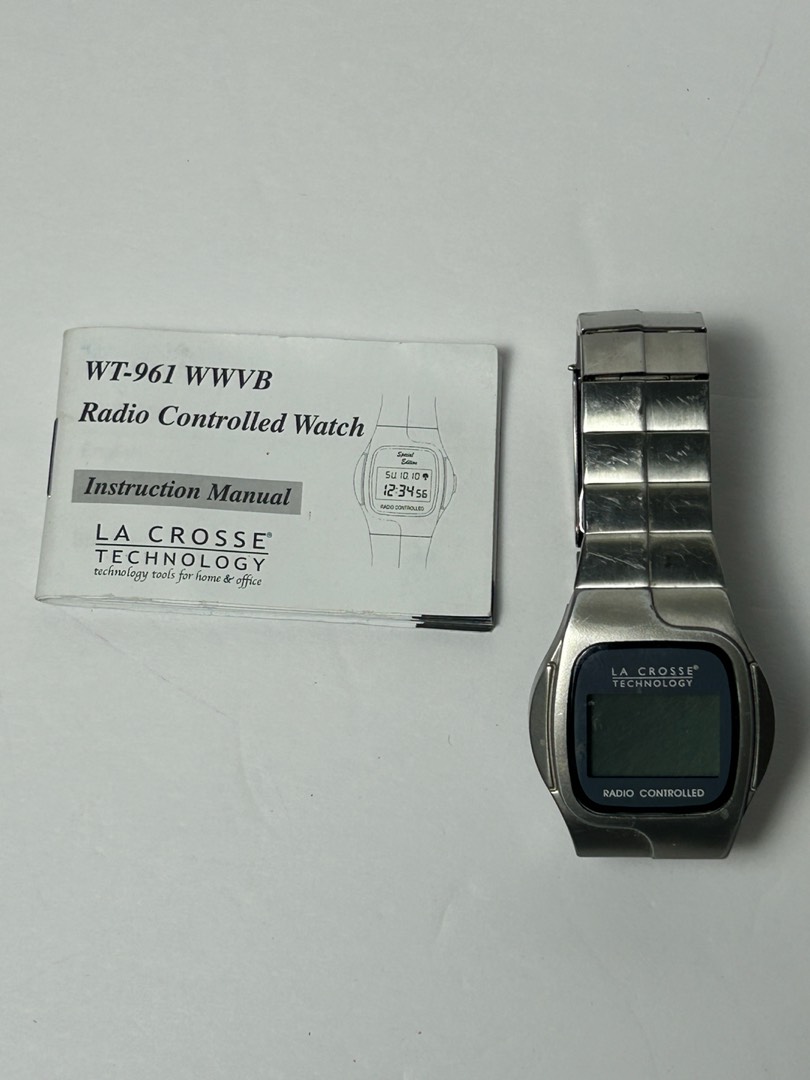 WT-961 WWVB
Radio Controlled Watch
Special
Edition
SU 10.10
12:34 56
RADIO CONTROLLED
Instruction Manual
LA CROSSE®
TECHNOLOGY
technology tools for home & office
LA CROSSE®
TECHNOLOGY
RADIO CONTROLLED